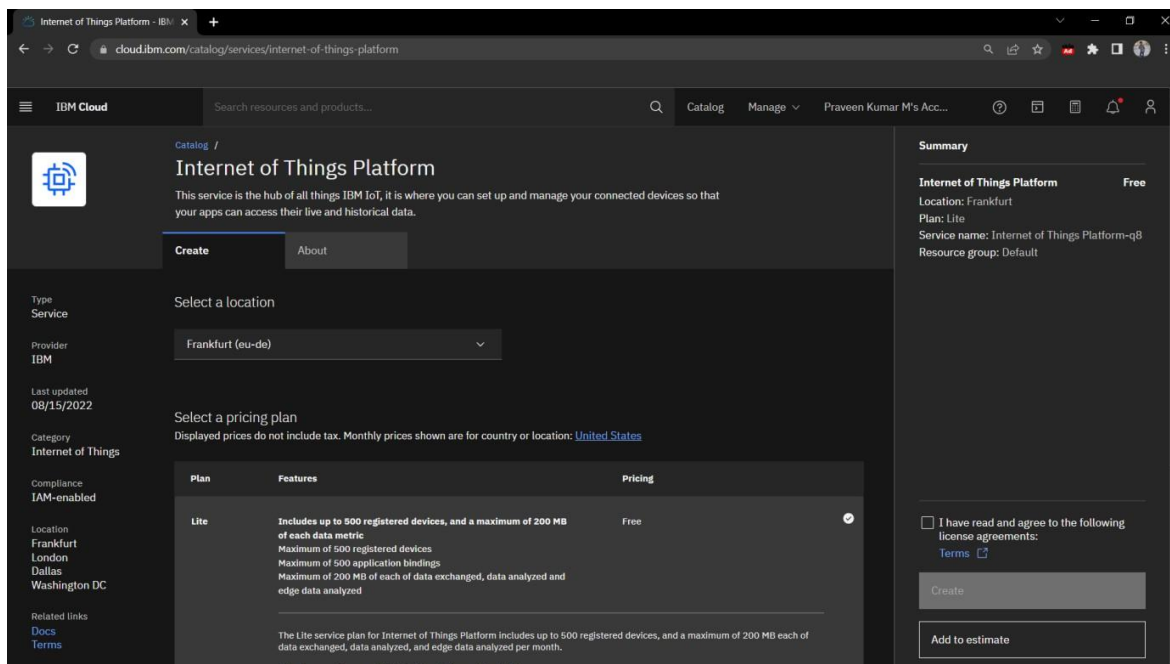 Internet of Things Platform - IBM
cloud.ibm.com/catalog/services/internet-of-things-platform
IBM Cloud
Search resources and products...
Catalog
Manage
Praveen Kumar M's Acc...
Catalog /
Internet of Things Platform
This service is the hub of all things IBM IoT, it is where you can set up and manage your connected devices so that
your apps can access their live and historical data.
Create
About
Type
Service
Provider
IBM
Last updated
08/15/2022
Category
Internet of Things
Compliance
IAM-enabled
Location
Frankfurt
London
Dallas
Washington DC
Related links
Docs
Terms
Select a location
Frankfurt (eu-de)
Select a pricing plan
Displayed prices do not include tax. Monthly prices shown are for country or location: United States
Plan Features Pricing
Lite
Includes up to 500 registered devices, and a maximum of 200 MB
of each data metric
Maximum of 500 registered devices
Maximum of 500 application bindings
Maximum of 200 MB of each of data exchanged, data analyzed and
edge data analyzed
Free
The Lite service plan for Internet of Things Platform includes up to 500 registered devices, and a maximum of 200 MB each of
data exchanged, data analyzed, and edge data analyzed per month.
Summary
Internet of Things Platform Free
Location: Frankfurt
Plan: Lite
Service name: Internet of Things Platform-q8
Resource group: Default
I have read and agree to the following
license agreements:
Terms
Create
Add to estimate